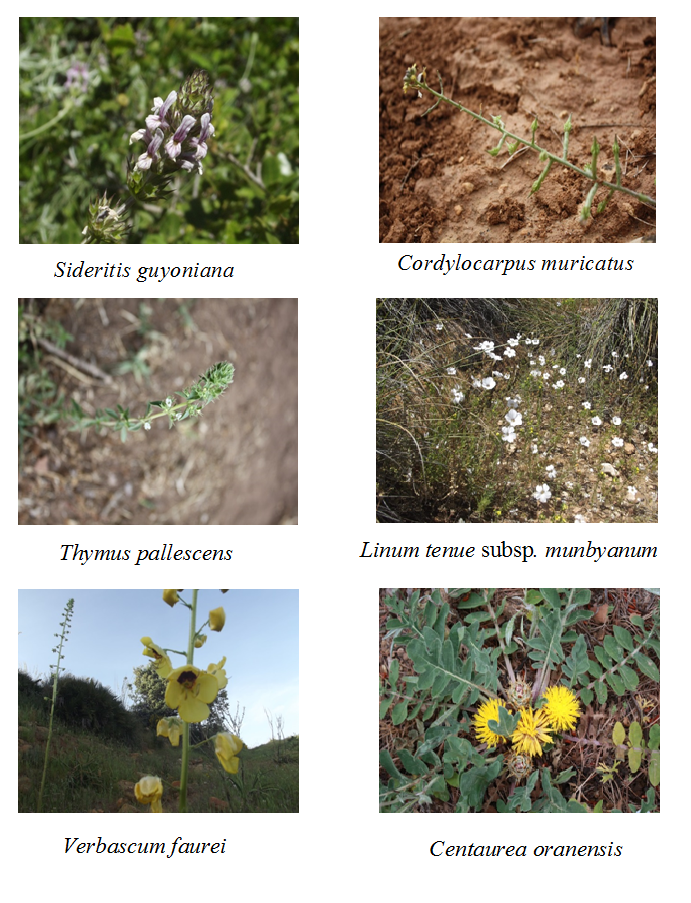 Sideritis guyoniana
Cordylocarpus muricatus
Thymus pallescens
Linum tenue subsp. munbyanum
Verbascum faurei
Centaurea oranensis